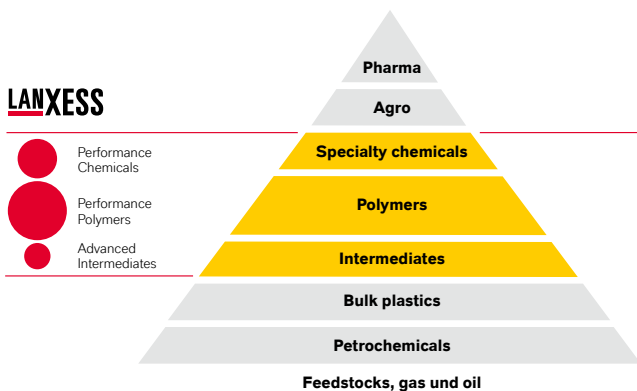 Pharma
LANXESS
Agro
Performance
Chemicals
Specialty chemicals
Performance
Polymers
Polymers
Advanced
Intermediates
Intermediates
Bulk plastics
Petrochemicals
Feedstocks, gas und oil